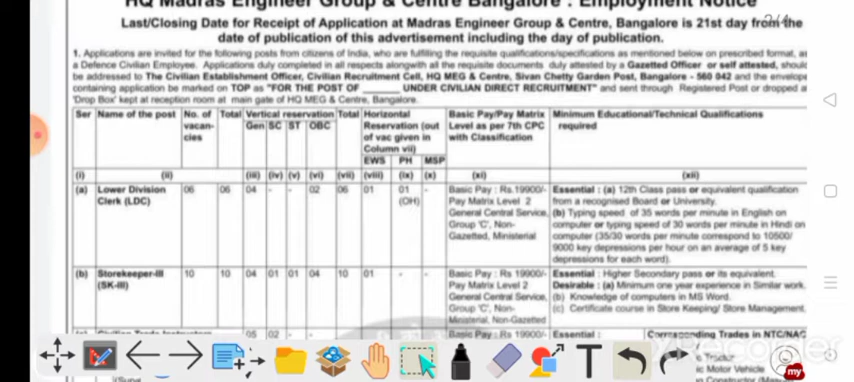 HQ Madras Engineer Group & Centre Bangalore : Employment Notice
Last/Closing Date for Receipt of Application at Madras Engineer Group & Centre, Bangalore is 21st day from the
date of publication of this advertisement including the day of publication.
2/4
1. Applications are invited for the following posts from citizens of India, who are fulfilling the requisite qualifications/specifications as mentioned below on prescribed format, as
a Defence Civilian Employee. Applications duly completed in all respects alongwith all the requisite documents duly attested by a Gazetted Officer or self attested, should
be addressed to The Civilian Establishment Officer, Civilian Recruitment Cell, HQ MEG & Centre, Sivan Chetty Garden Post, Bangalore - 560 042 and the envelope
containing application be marked on TOP as "FOR THE POST OF ______ UNDER CIVILIAN DIRECT RECRUITMENT" and sent through Registered Post or dropped at
'Drop Box' kept at reception room at main gate of HQ MEG & Centre, Bangalore.
Ser Name of the post No. of vacan-cies Total Vertical reservation Total Horizontal Reservation (out of vac given in Column vii) Basic Pay/Pay Matrix Level as per 7th CPC with Classification Minimum Educational/Technical Qualifications required
Gen SC ST OBC EWS PH MSP
(i) (ii) (iii) (iv) (v) (vi) (vii) (viii) (ix) (x) (xi) (xii)
(a) Lower Division 06 06 04 - - 02 06 01 01 - Basic Pay : Rs.19900/- Essential : (a) 12th Class pass or equivalent qualification
Clerk (LDC) (OH) Pay Matrix Level 2 from a recognised Board or University.
General Central Service, (b) Typing speed of 35 words per minute in English on
Group 'C', Non- computer or typing speed of 30 words per minute in Hindi on
Gazetted, Ministerial computer (35/30 words per minute correspond to 10500/
9000 key depressions per hour on an average of 5 key
depressions for each word).
(b) Storekeeper-III 10 10 04 01 01 04 10 01 - - Basic Pay : Rs 19900/- Essential : Higher Secondary pass or its equivalent.
(SK-III) Pay Matrix Level 2 Desirable : (a) Minimum one year experience in Similar work.
General Central Service, (b) Knowledge of computers in MS Word.
Group 'C', Non- (c) Certificate course in Store Keeping/ Store Management.
Ministerial, Non-Gazetted
05 02 - Basic Pay : Rs 19900/- Essential : Corresponding Trades in NTC/NAC
Motor Vehicle
T
my